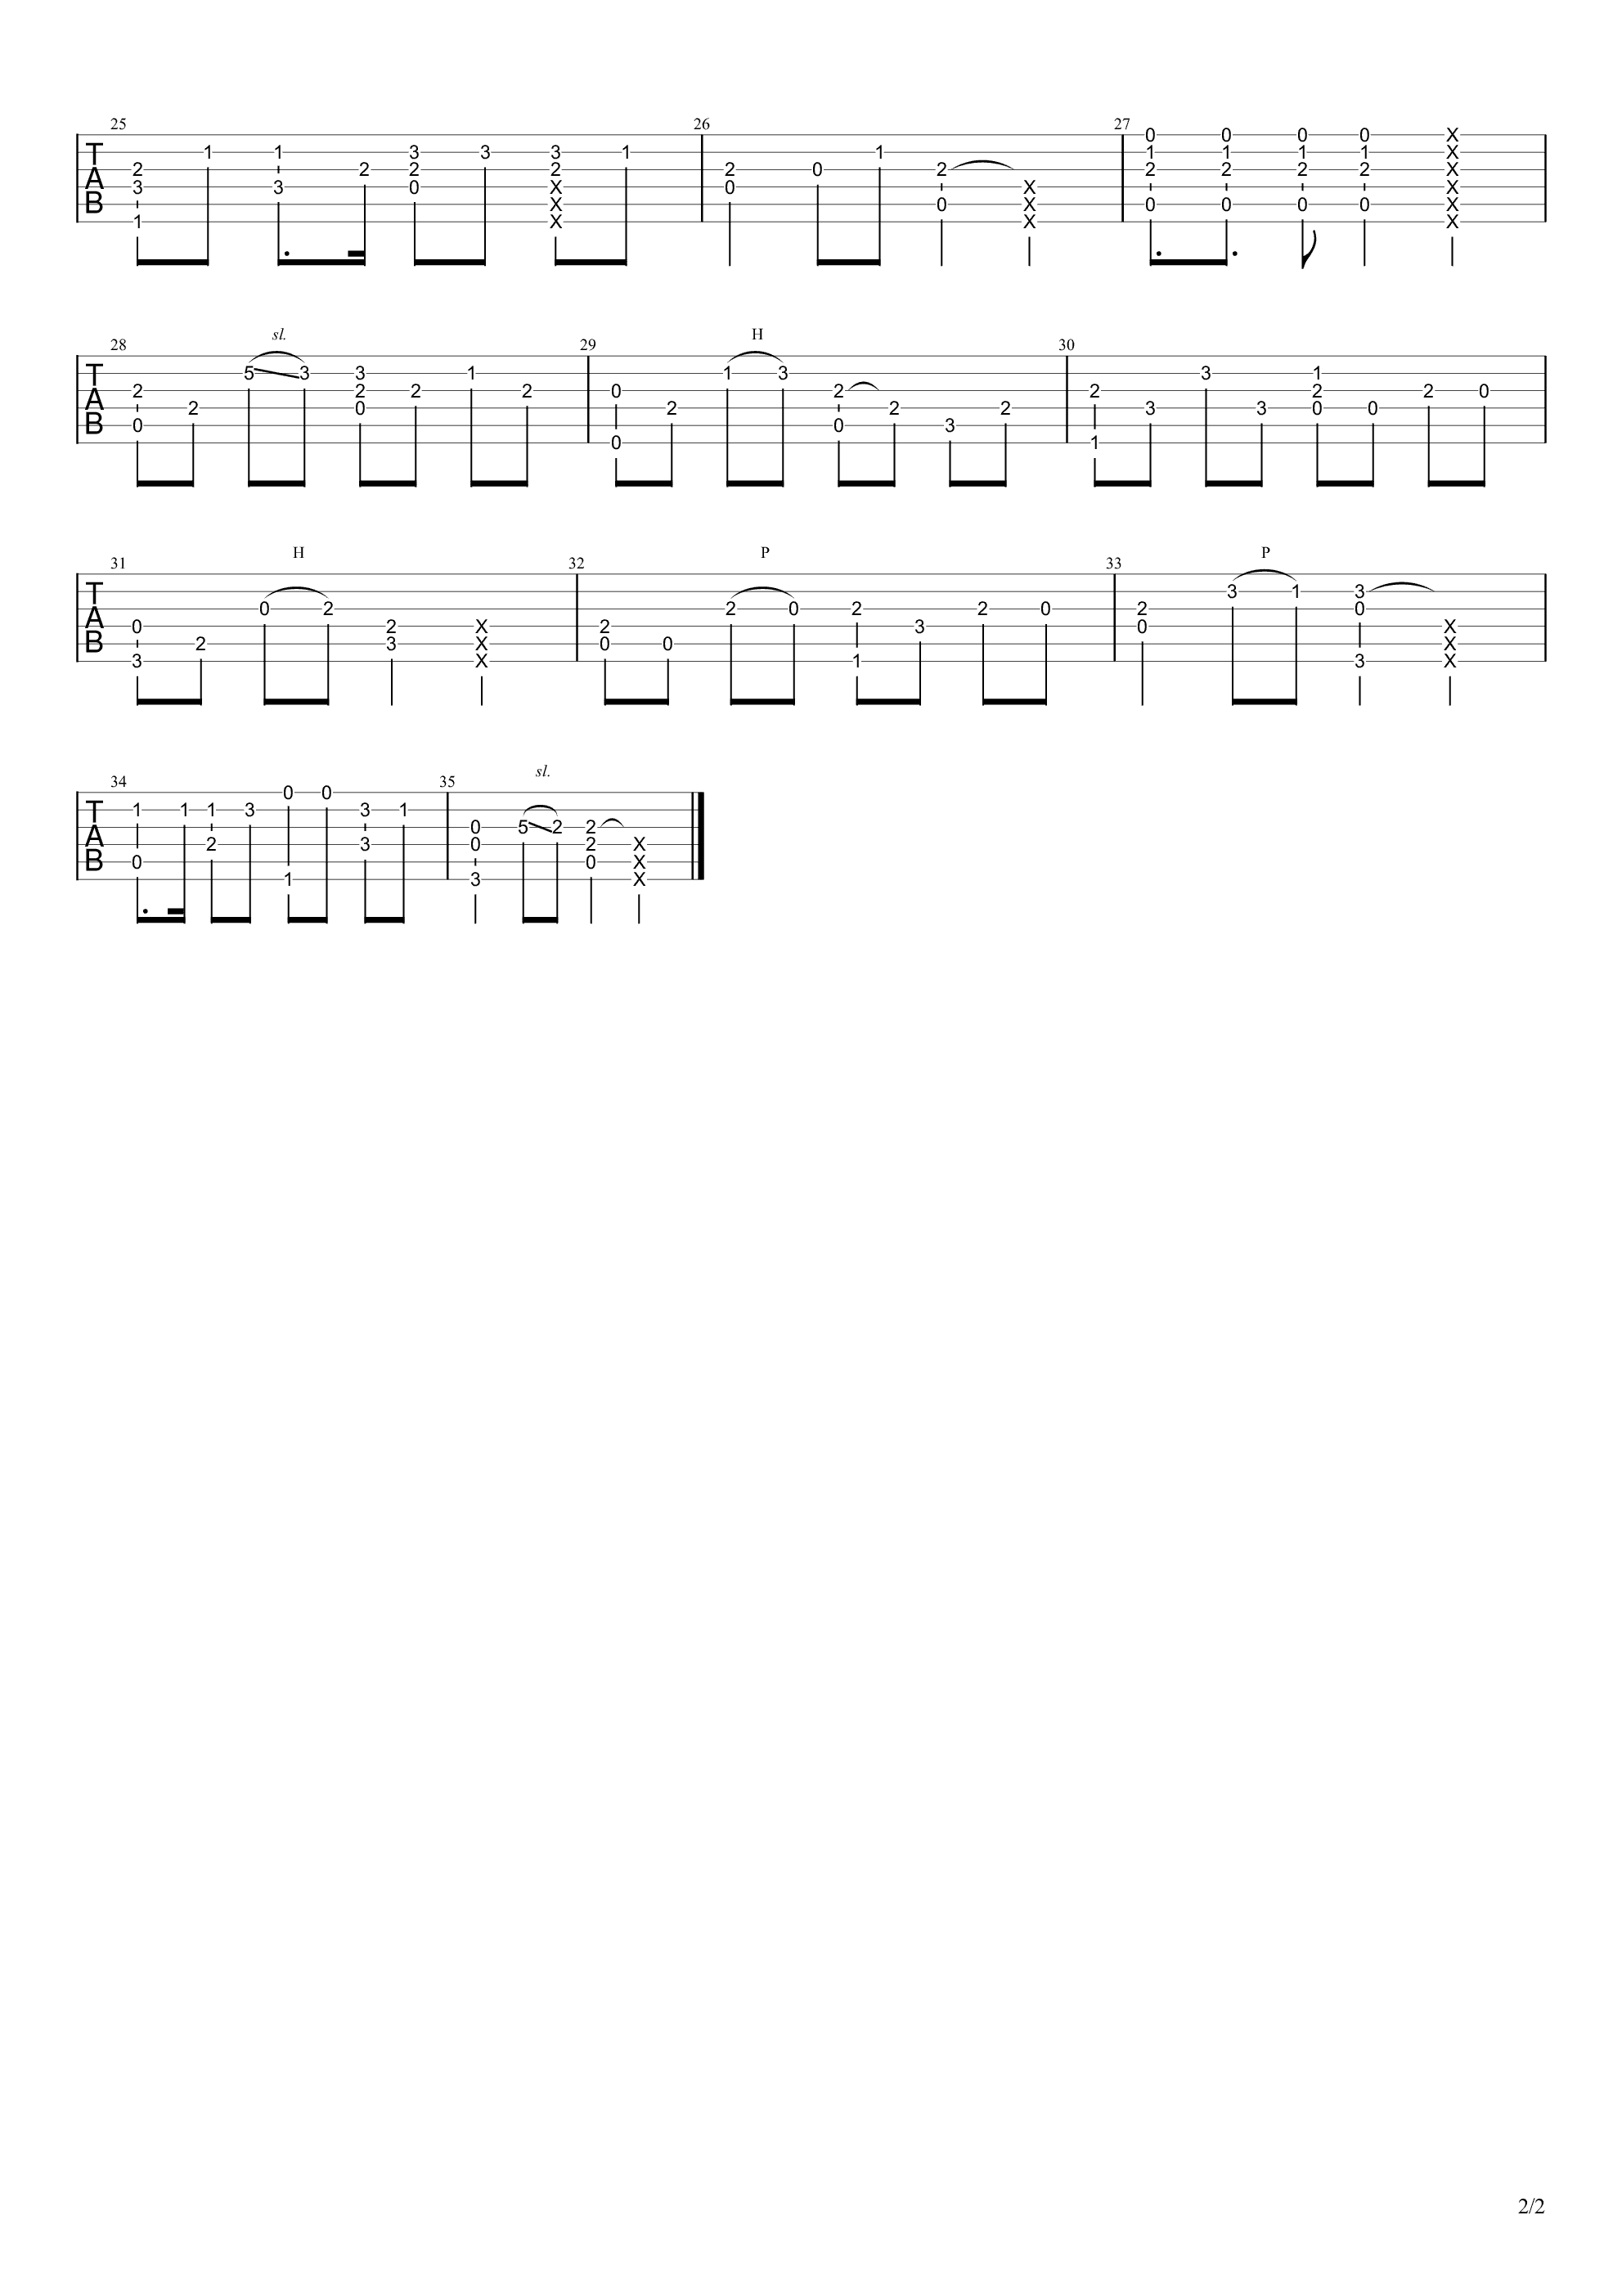 25 26 27
T 0 0 0 0 X
1 1 3 3 3 1 1 1 1 1 1 X
A 2 2 2 2 2 0 2 2 2 2 2 X
3 3 0 X 0 X X
B X X 0 0 0 0 0 X
1 X X X
sl. H
28 29 30
T 5 3 3 1 1 3 3 1
2 2 2 2 0 2 2 2 2 0
A 2 0 2 2 2 3 3 0 0
B 0 0 3
0 1
H P P
31 32 33
T 3 1 3
0 2 2 0 2 2 0 2 0
A 0 2 X 2 3 0 X
B 2 3 X 0 0 X
3 X 1 3 X
sl.
34 35
0 0
T 1 1 1 3 3 1
0 5 2 2
A 2 3 0 2 X
B 0 0 X
1 3 X
2/2